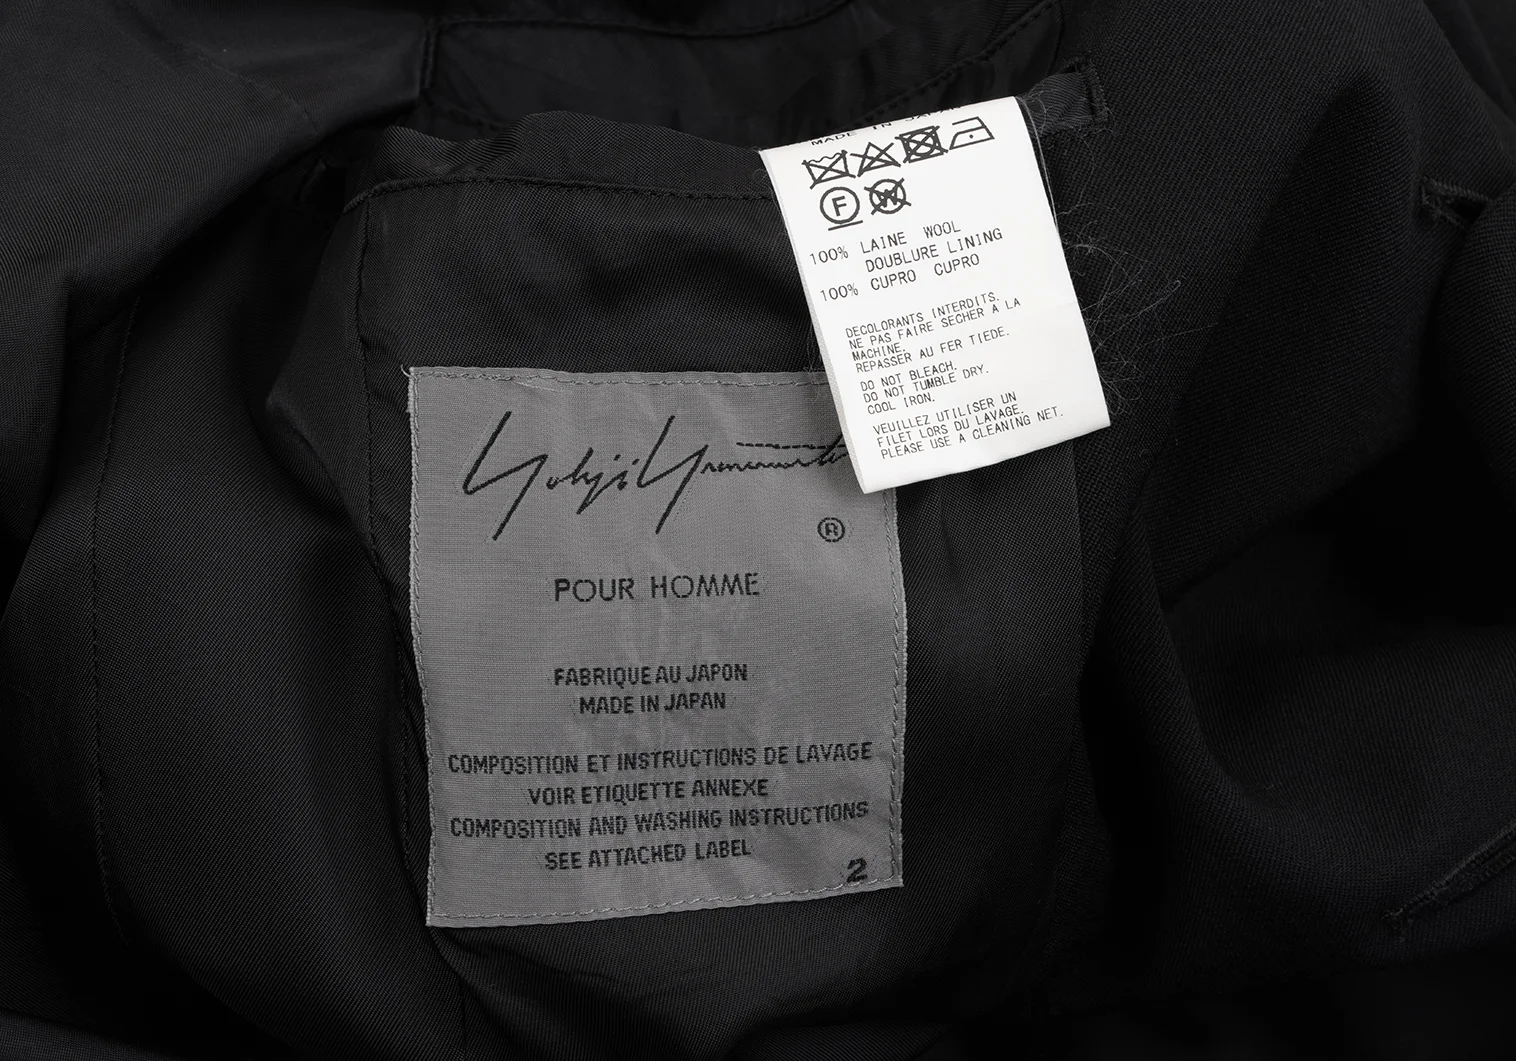 MADE IN JAPAN
F
W
100% LAINE WOOL
DOUBLURE LINING
100% CUPRO CUPRO
DECOLORANTS INTERDITS.
NE PAS FAIRE SECHER A LA
MACHINE.
REPASSER AU FER TIEDE.
DO NOT BLEACH.
DO NOT TUMBLE DRY.
COOL IRON.
VEUILLEZ UTILISER UN
FILET LORS DU LAVAGE.
PLEASE USE A CLEANING NET.
Yohji Yamamoto
®
POUR HOMME
FABRIQUE AU JAPON
MADE IN JAPAN
COMPOSITION ET INSTRUCTIONS DE LAVAGE
VOIR ETIQUETTE ANNEXE
COMPOSITION AND WASHING INSTRUCTIONS
SEE ATTACHED LABEL
2